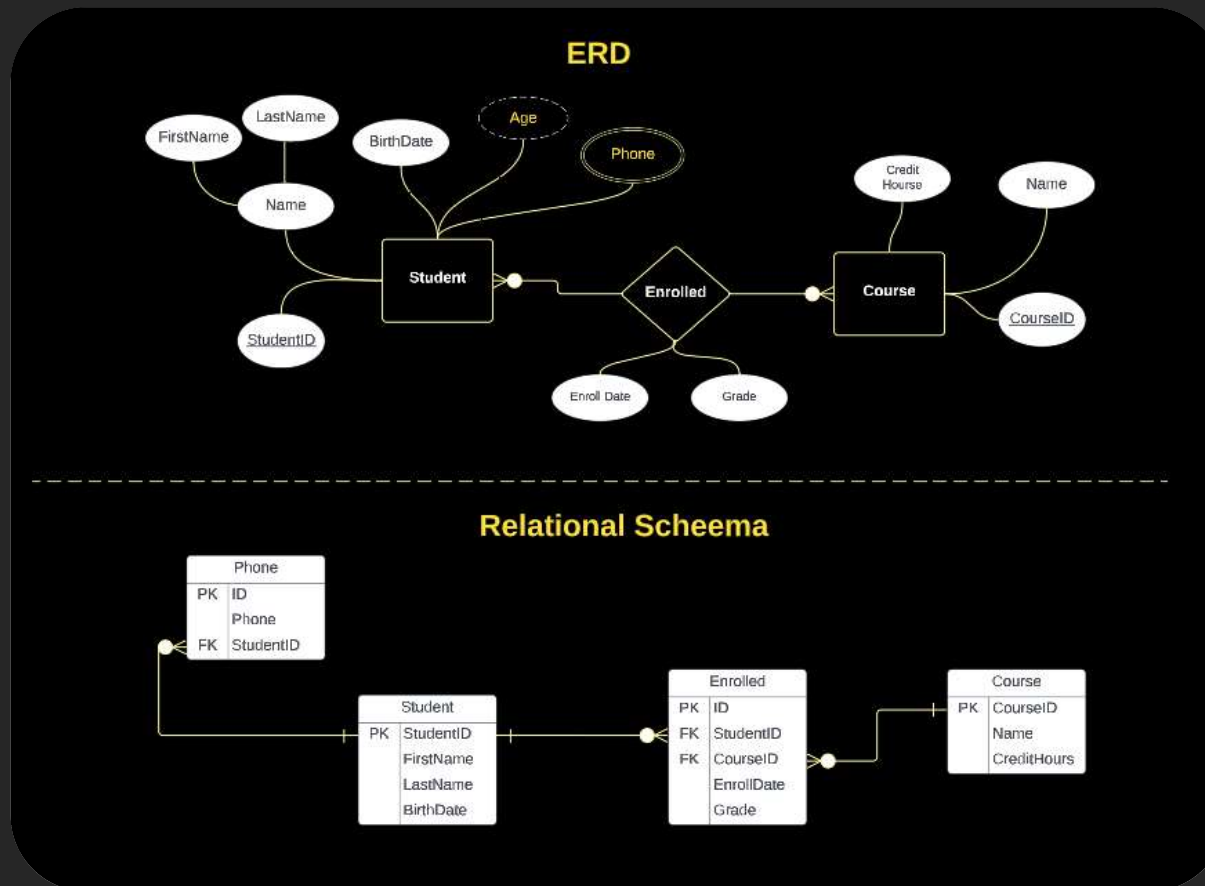 ERD
FirstName
LastName
Name
BirthDate
Age
Phone
StudentID
Student
Enrolled
Enroll Date
Grade
Credit
Hourse
Name
CourseID
Course
Relational Scheema
Phone
PK ID
Phone
FK StudentID
Student
PK StudentID
FirstName
LastName
BirthDate
Enrolled
PK ID
FK StudentID
FK CourseID
EnrollDate
Grade
Course
PK CourseID
Name
CreditHours